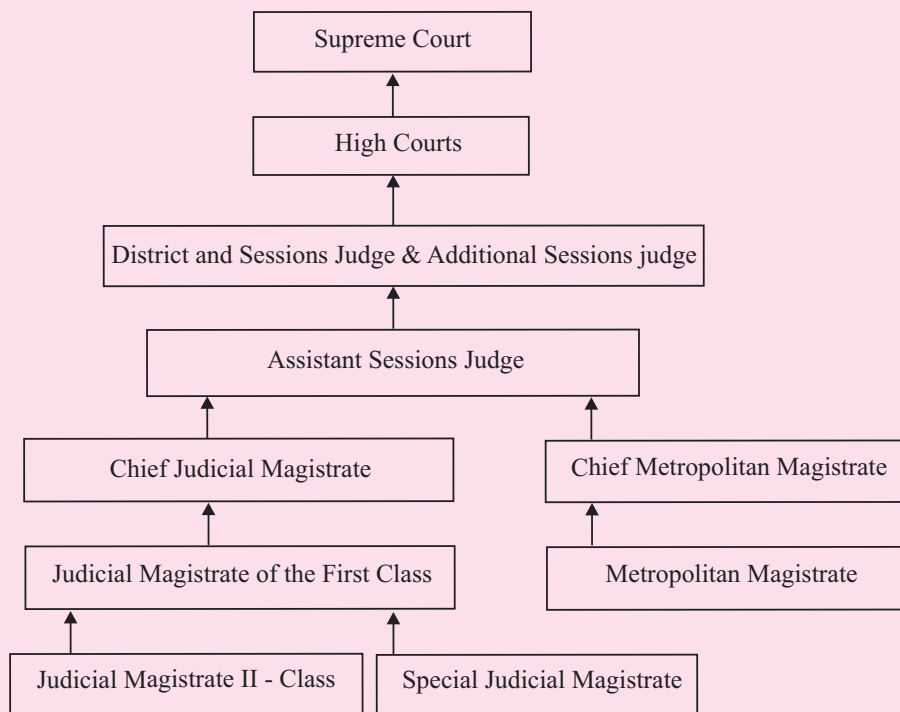 Supreme Court
High Courts
District and Sessions Judge & Additional Sessions judge
Assistant Sessions Judge
Chief Judicial Magistrate
Chief Metropolitan Magistrate
Judicial Magistrate of the First Class
Metropolitan Magistrate
Judicial Magistrate II - Class
Special Judicial Magistrate